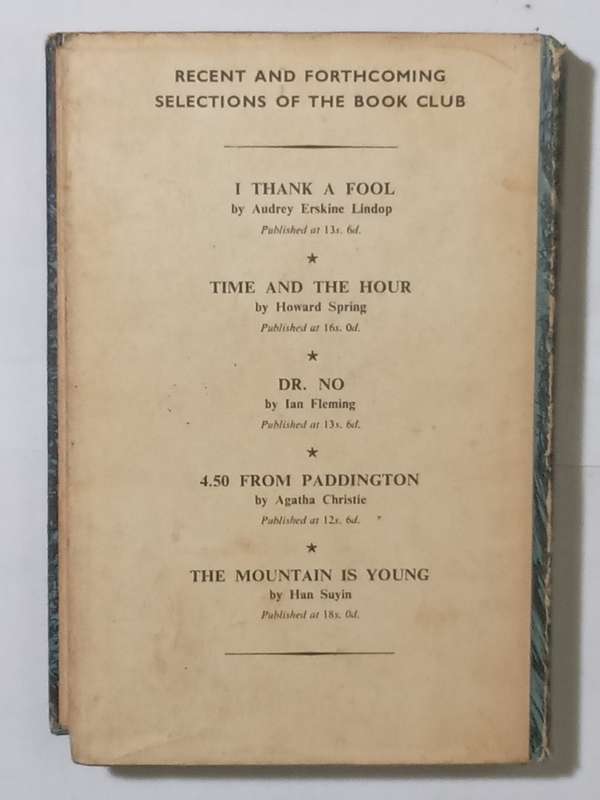 RECENT AND FORTHCOMING
SELECTIONS OF THE BOOK CLUB
I THANK A FOOL
by Audrey Erskine Lindop
Published at 13s. 6d.
TIME AND THE HOUR
by Howard Spring
Published at 16s. 0d.
DR. NO
by Ian Fleming
Published at 13s. 6d.
4.50 FROM PADDINGTON
by Agatha Christie
Published at 12s. 6d.
THE MOUNTAIN IS YOUNG
by Han Suyin
Published at 18s. 0d.